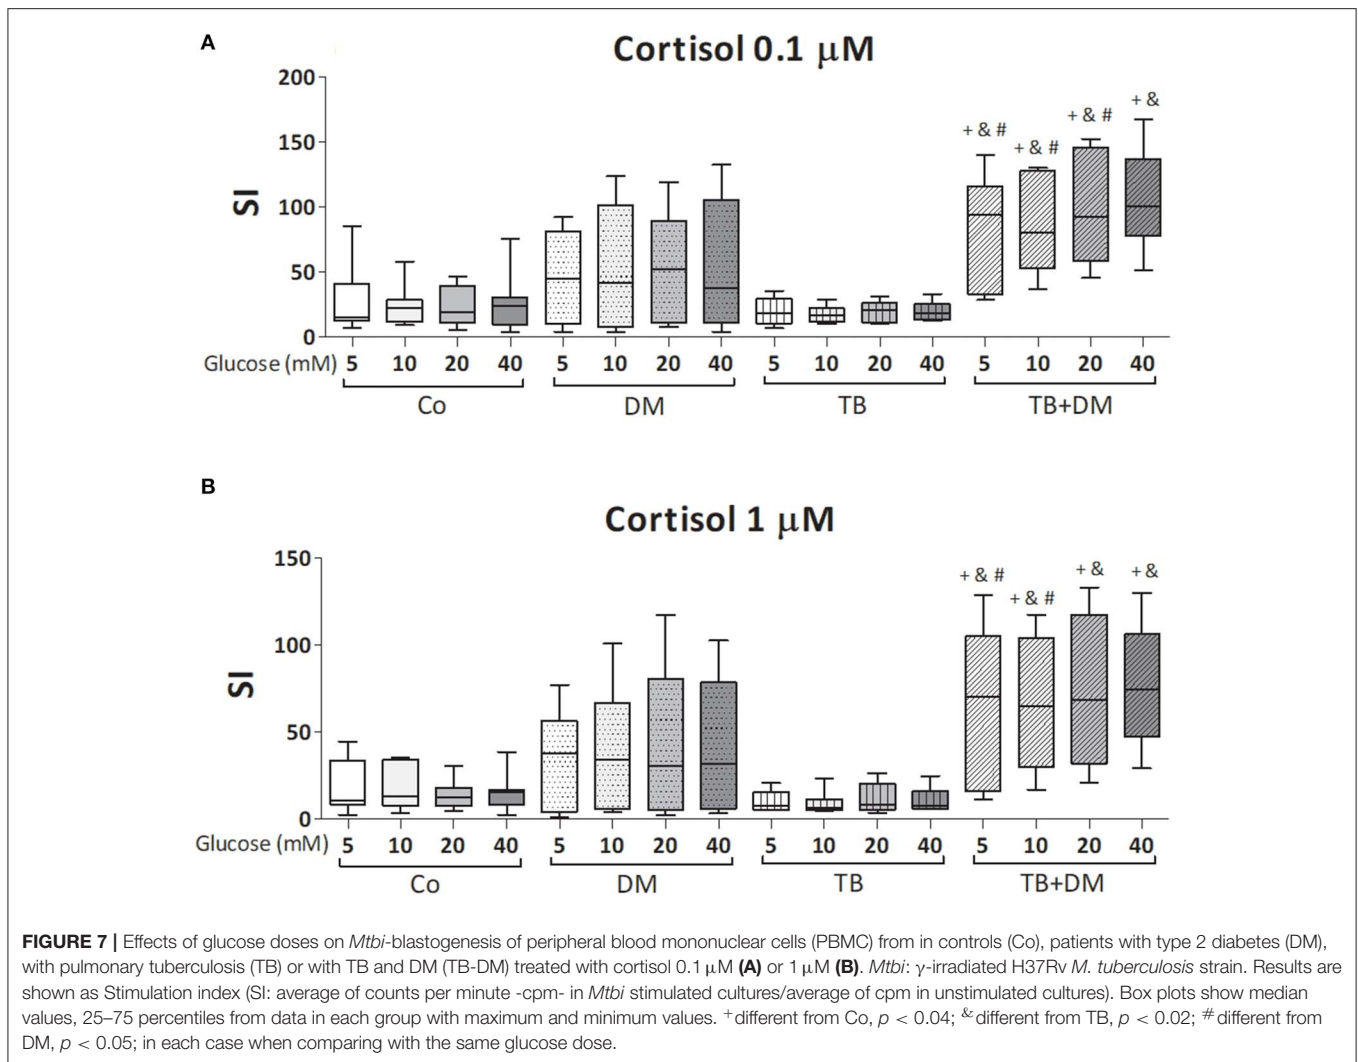 A
Cortisol 0.1 μM
200
150
100
50
0
SI
+ & #
+ & #
+ & #
+ &
Glucose (mM) 5 10 20 40 5 10 20 40 5 10 20 40 5 10 20 40
Co DM TB TB+DM
B
Cortisol 1 μM
150
100
50
0
SI
+ & #
+ & #
+ &
+ &
Glucose (mM) 5 10 20 40 5 10 20 40 5 10 20 40 5 10 20 40
Co DM TB TB+DM
FIGURE 7 | Effects of glucose doses on Mtbi-blastogenesis of peripheral blood mononuclear cells (PBMC) from in controls (Co), patients with type 2 diabetes (DM),
with pulmonary tuberculosis (TB) or with TB and DM (TB-DM) treated with cortisol 0.1 μM (A) or 1 μM (B). Mtbi: γ-irradiated H37Rv M. tuberculosis strain. Results are
shown as Stimulation index (SI: average of counts per minute -cpm- in Mtbi stimulated cultures/average of cpm in unstimulated cultures). Box plots show median
values, 25–75 percentiles from data in each group with maximum and minimum values. +different from Co, p < 0.04; &different from TB, p < 0.02; #different from
DM, p < 0.05; in each case when comparing with the same glucose dose.